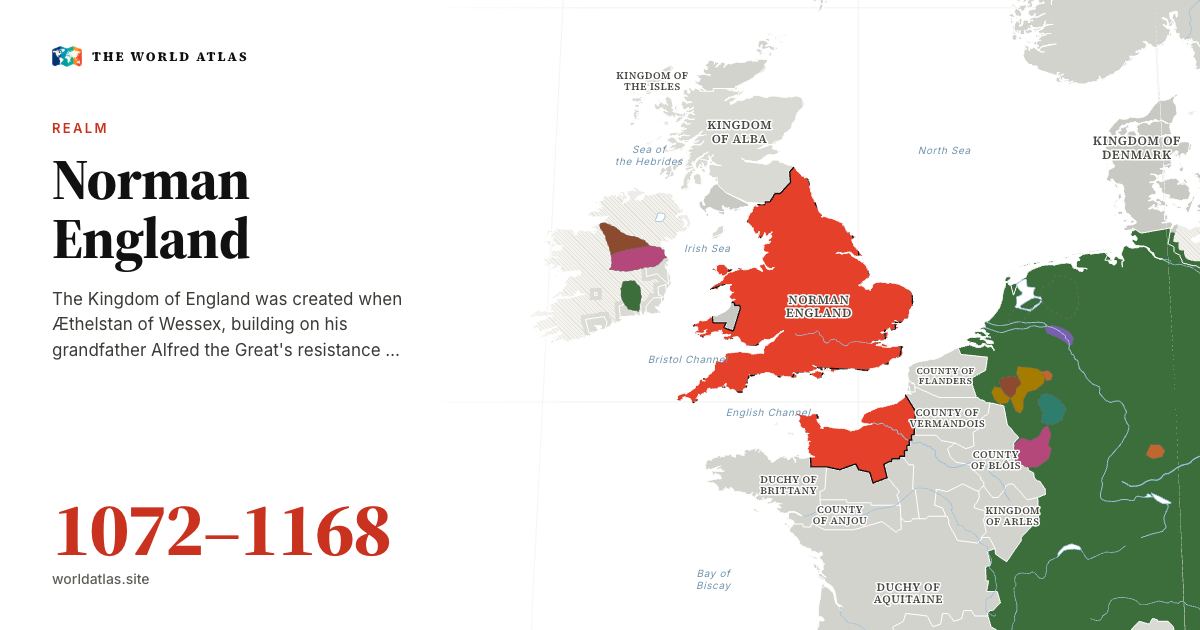 THE WORLD ATLAS
REALM
Norman
England
The Kingdom of England was created when
Æthelstan of Wessex, building on his
grandfather Alfred the Great's resistance ...
1072–1168
worldatlas.site
KINGDOM OF
THE ISLES
KINGDOM
OF ALBA
Sea of
the Hebrides
North Sea
KINGDOM OF
DENMARK
Irish Sea
NORMAN
ENGLAND
Bristol Channe
COUNTY OF
FLANDERS
English Channel
COUNTY OF
VERMANDOIS
COUNTY
OF BLOIS
DUCHY OF
BRITTANY
COUNTY
OF ANJOU
KINGDOM
OF ARLES
Bay of
Biscay
DUCHY OF
AQUITAINE